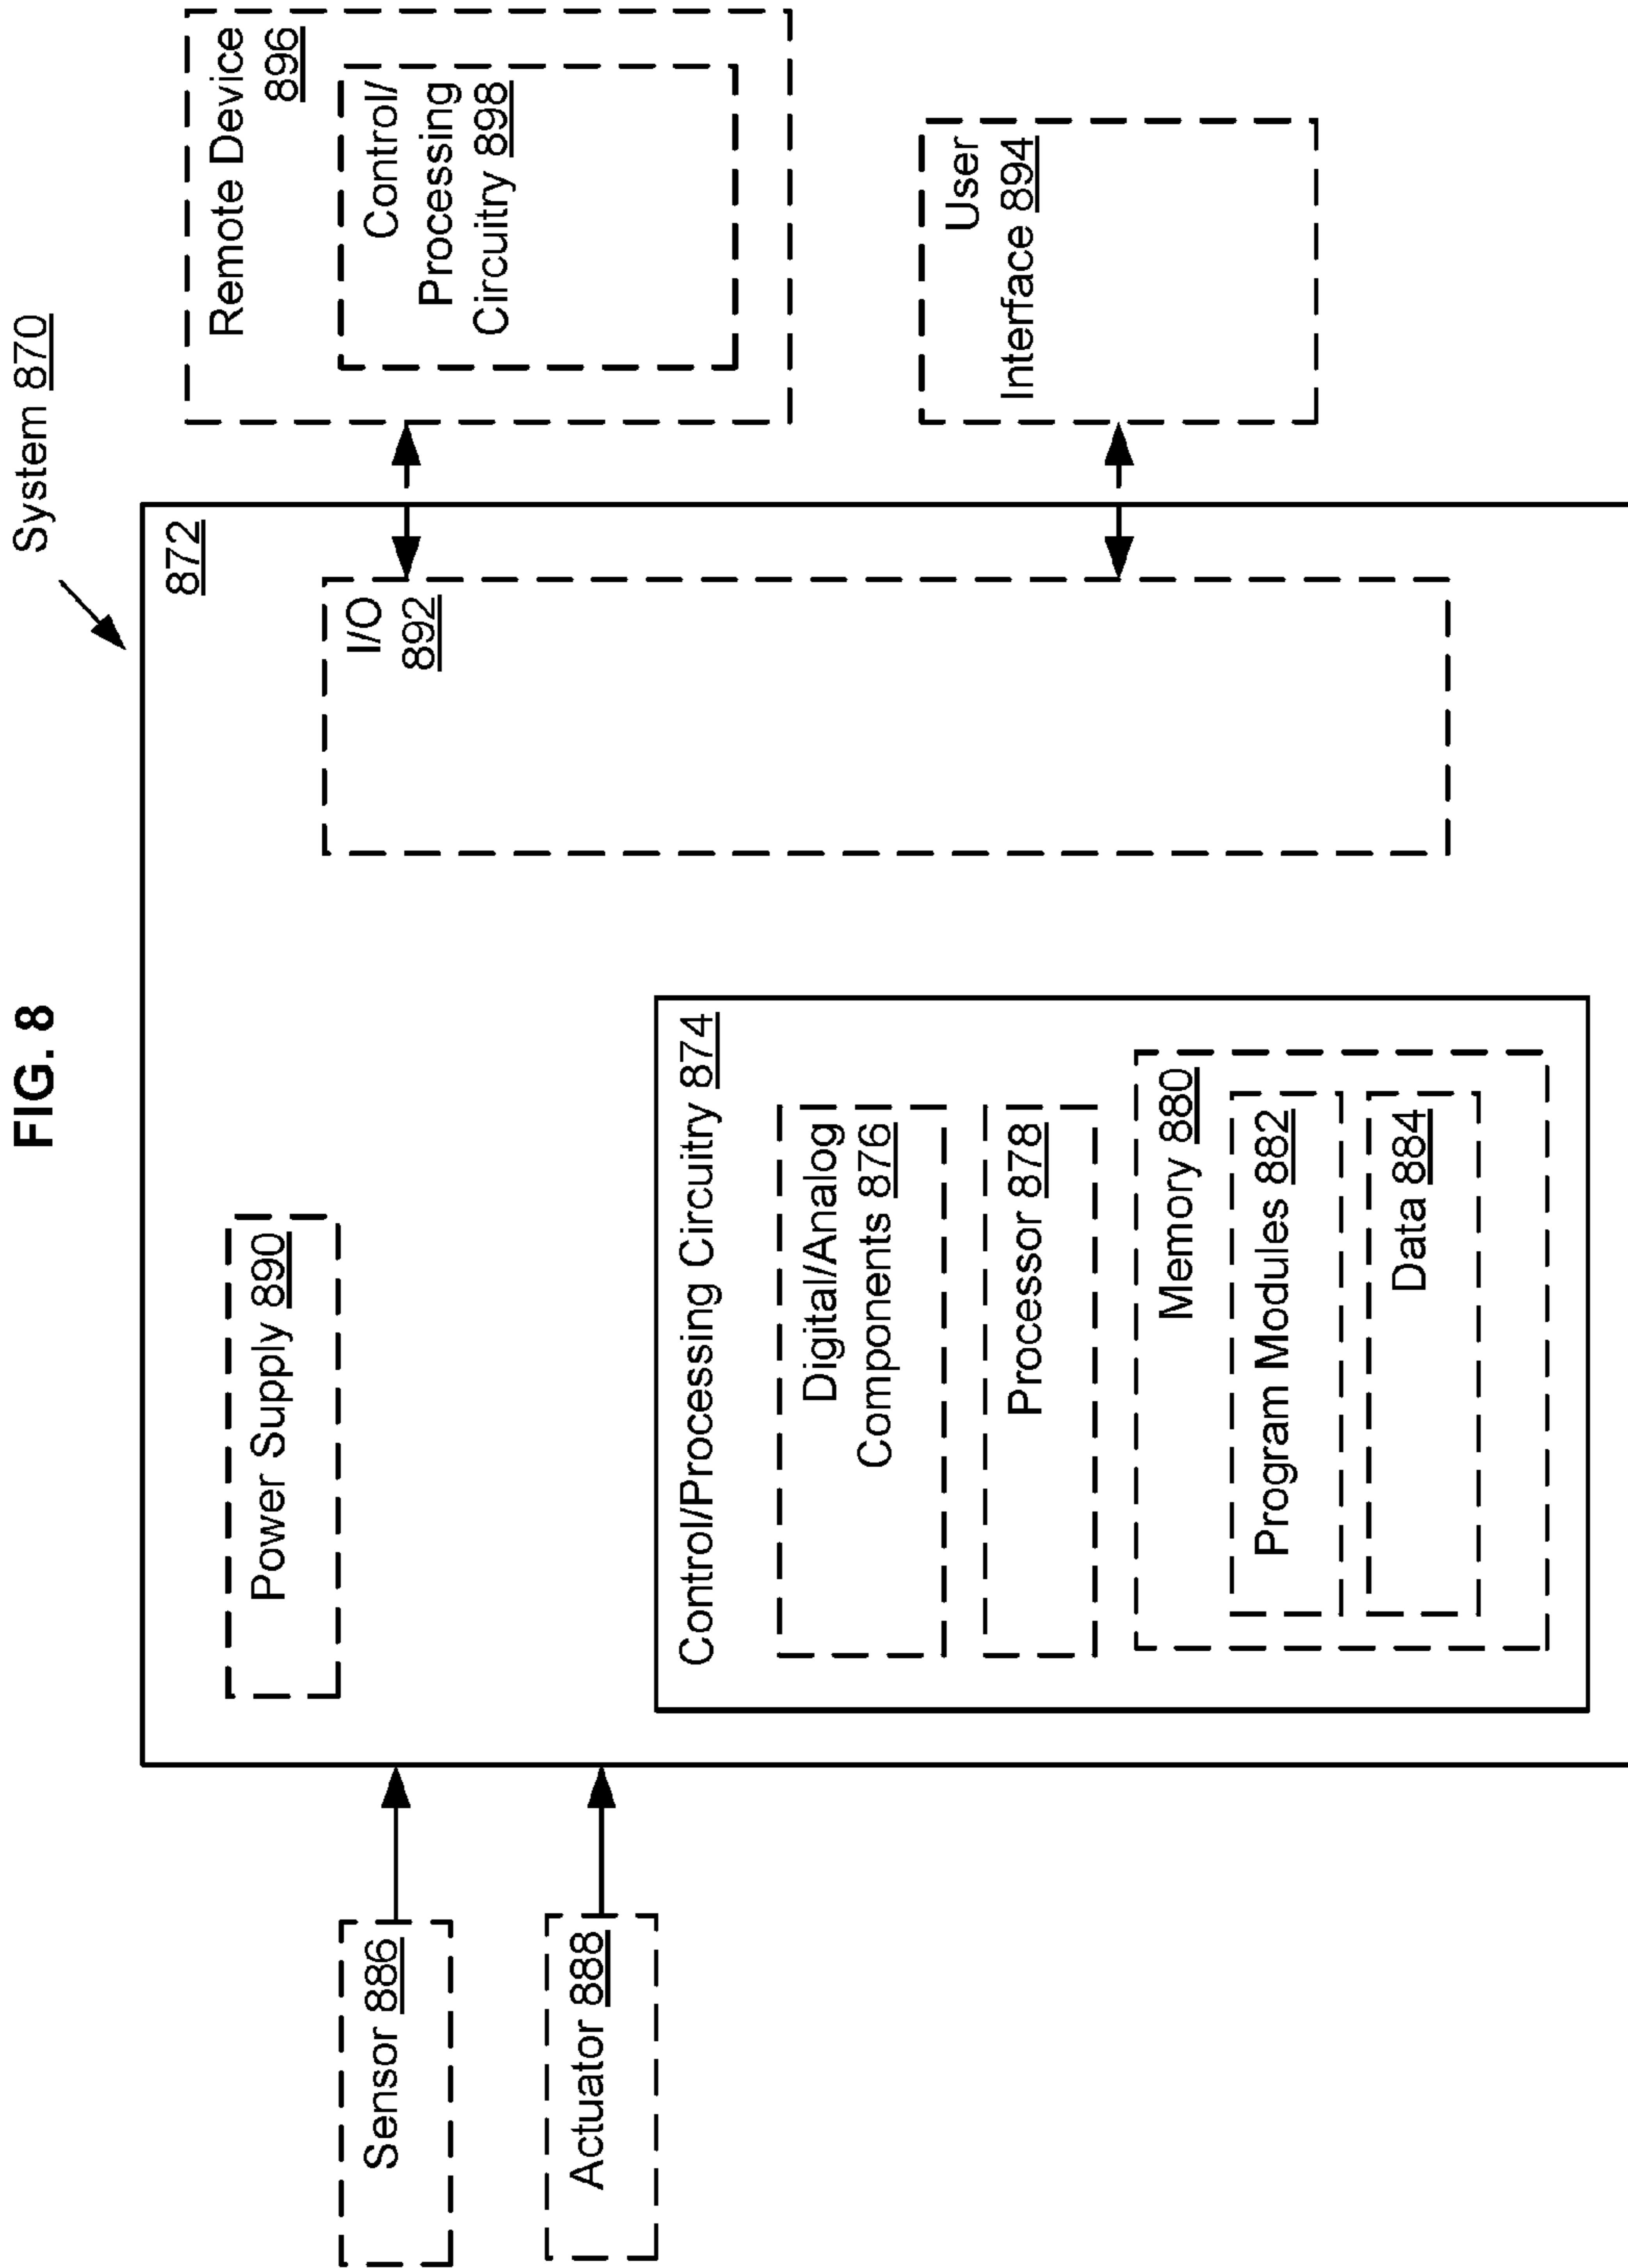 FIG. 8
System 870
872
Power Supply 890
I/O
892
Remote Device
896
Control/
Processing
Circuitry 898
Sensor 886
Actuator 888
Control/Processing Circuitry 874
Digital/Analog
Components 876
Processor 878
Memory 880
Program Modules 882
Data 884
User
Interface 894